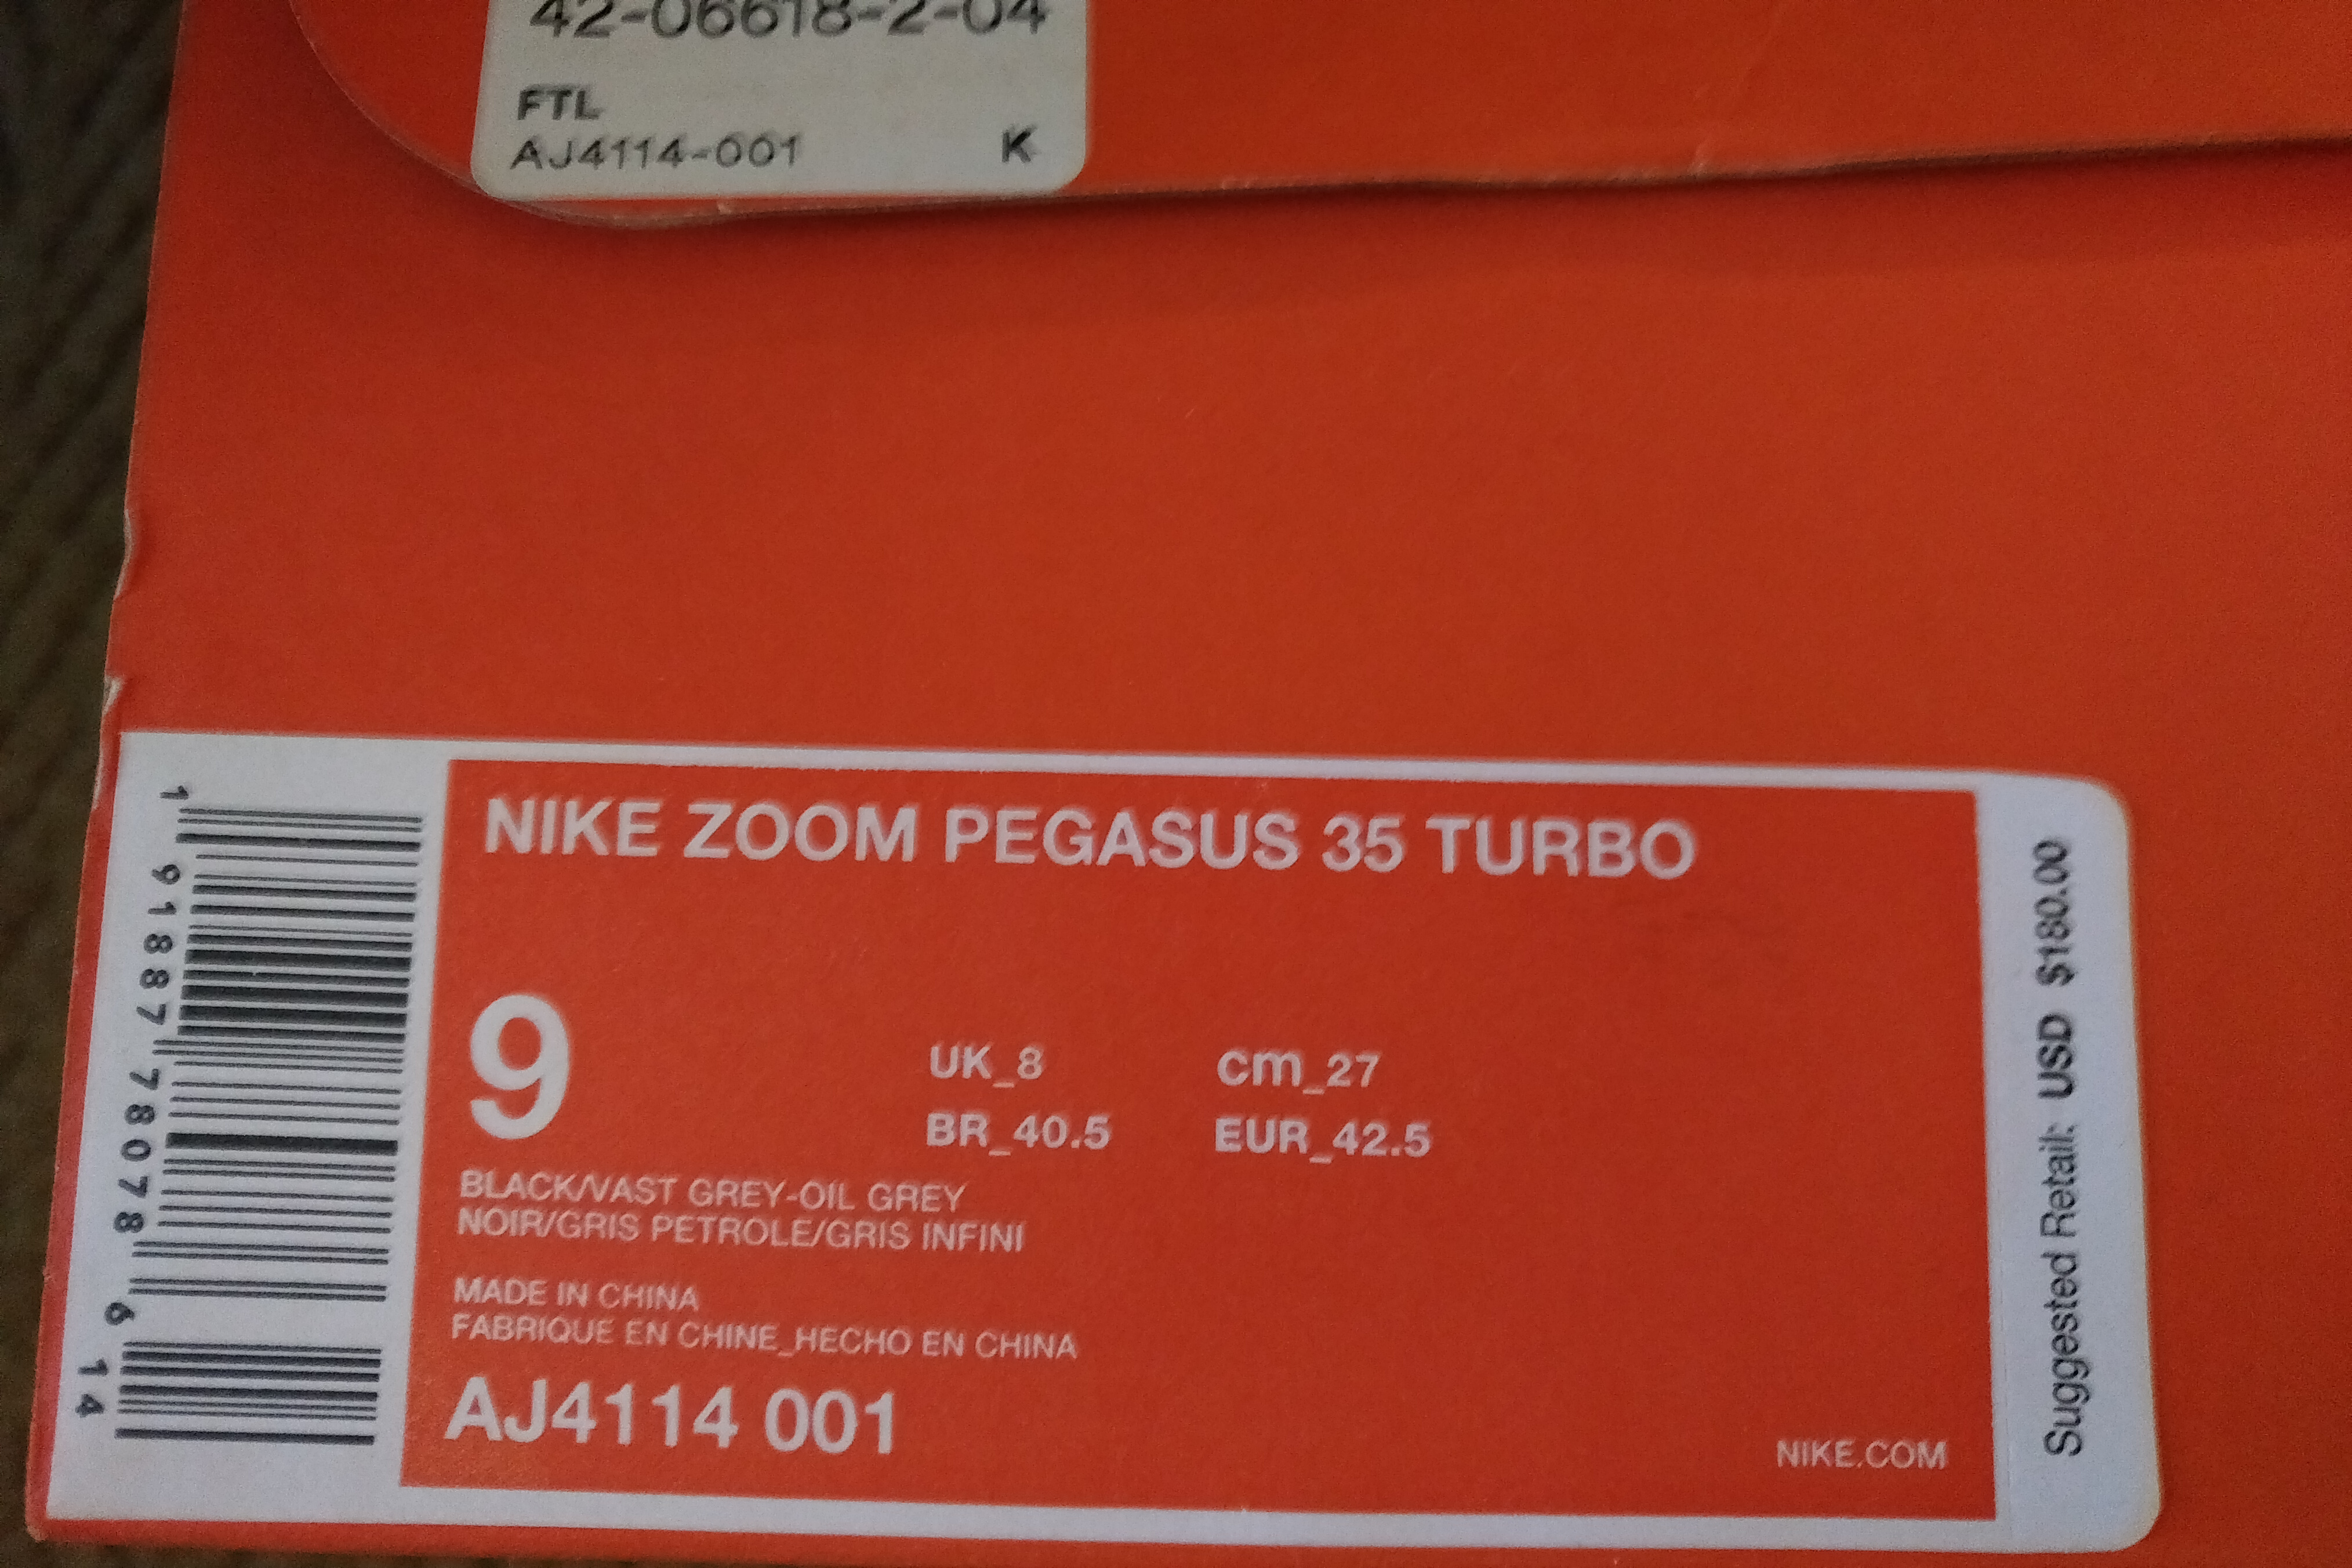 42-06618-2-04
FTL
AJ4114-001 K
NIKE ZOOM PEGASUS 35 TURBO
9
UK_8 cm_27
BR_40.5 EUR_42.5
BLACK/VAST GREY-OIL GREY
NOIR/GRIS PETROLE/GRIS INFINI
MADE IN CHINA
FABRIQUE EN CHINE_HECHO EN CHINA
AJ4114 001
NIKE.COM
1 91887 78078 6 14
Suggested Retail: USD $180.00